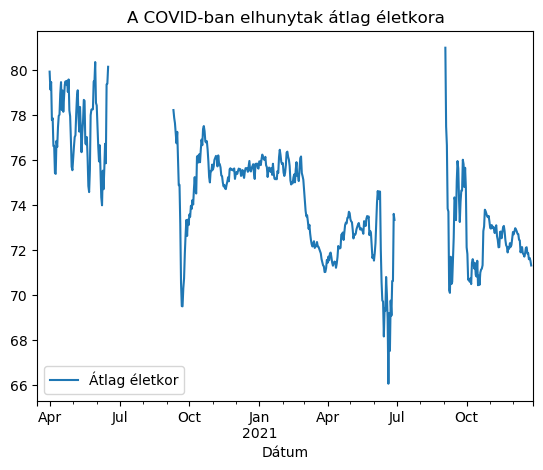 A COVID-ban elhunytak átlag életkora
80
78
76
74
72
70
68
66
Átlag életkor
Apr Jul Oct Jan Apr Jul Oct
2021
Dátum